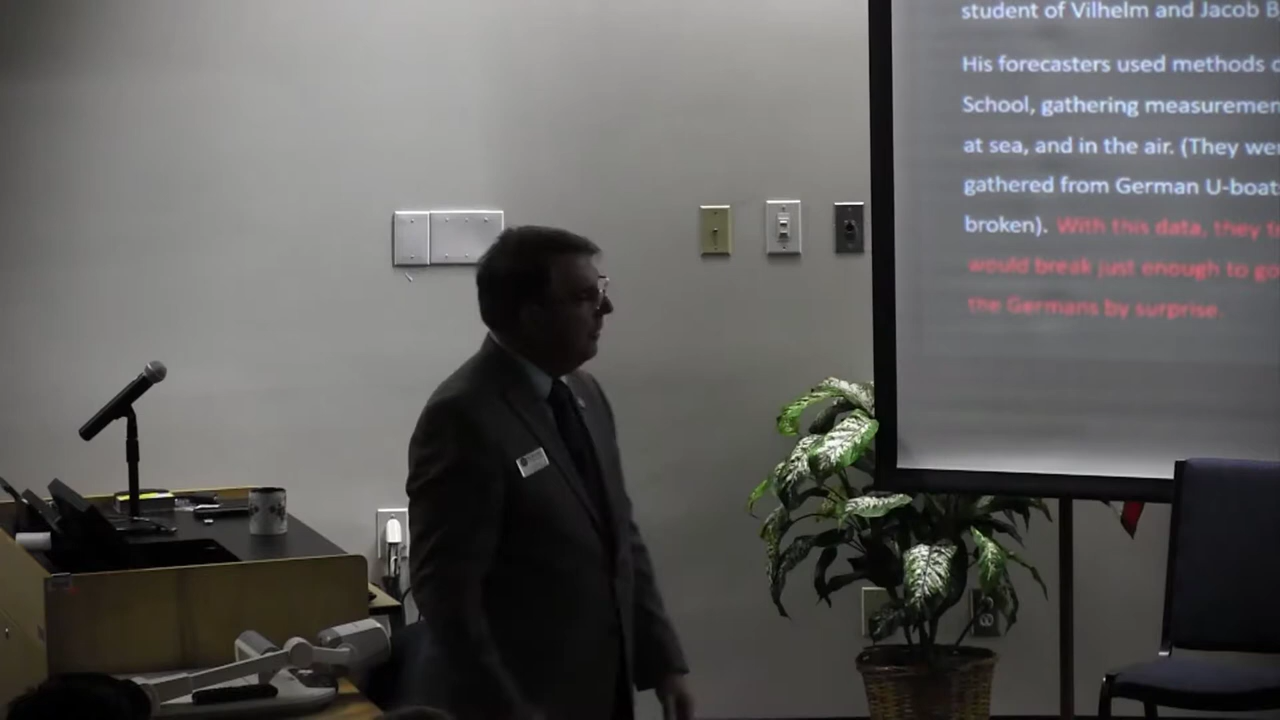 student of Vilhelm and Jacob B
His forecasters used methods o
School, gathering measuremen
at sea, and in the air. (They wer
gathered from German U-boat
broken). With this data, they f
would break just enough to go
the Germans by surprise.